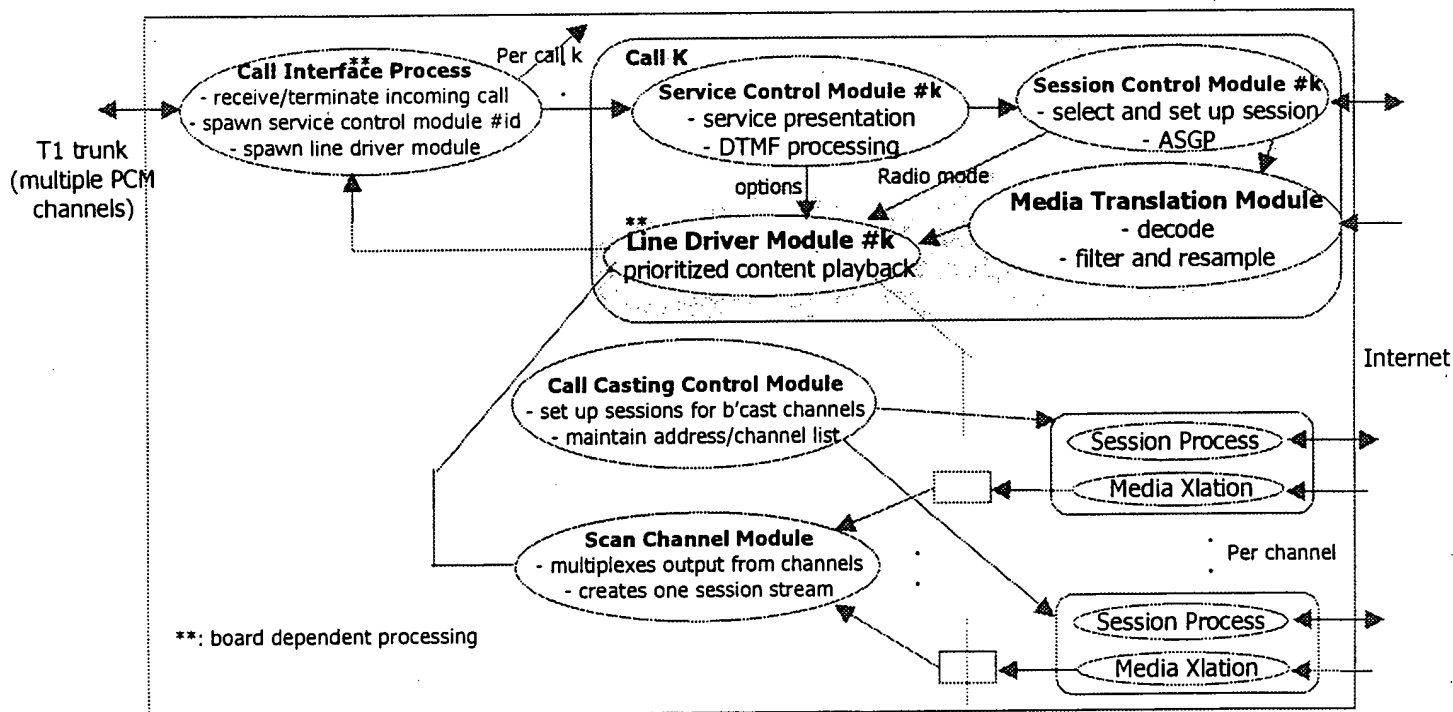 Per call k
**
Call Interface Process
- receive/terminate incoming call
- spawn service control module #id
- spawn line driver module
T1 trunk
(multiple PCM
channels)
Call K
Service Control Module #k
- service presentation
- DTMF processing
Session Control Module #k
- select and set up session
- ASGP
options
Radio mode
Media Translation Module
- decode
- filter and resample
**
Line Driver Module #k
prioritized content playback
Internet
Call Casting Control Module
- set up sessions for b'cast channels
- maintain address/channel list
Session Process
Media Xlation
Scan Channel Module
- multiplexes output from channels
- creates one session stream
Per channel
Session Process
Media Xlation
**: board dependent processing